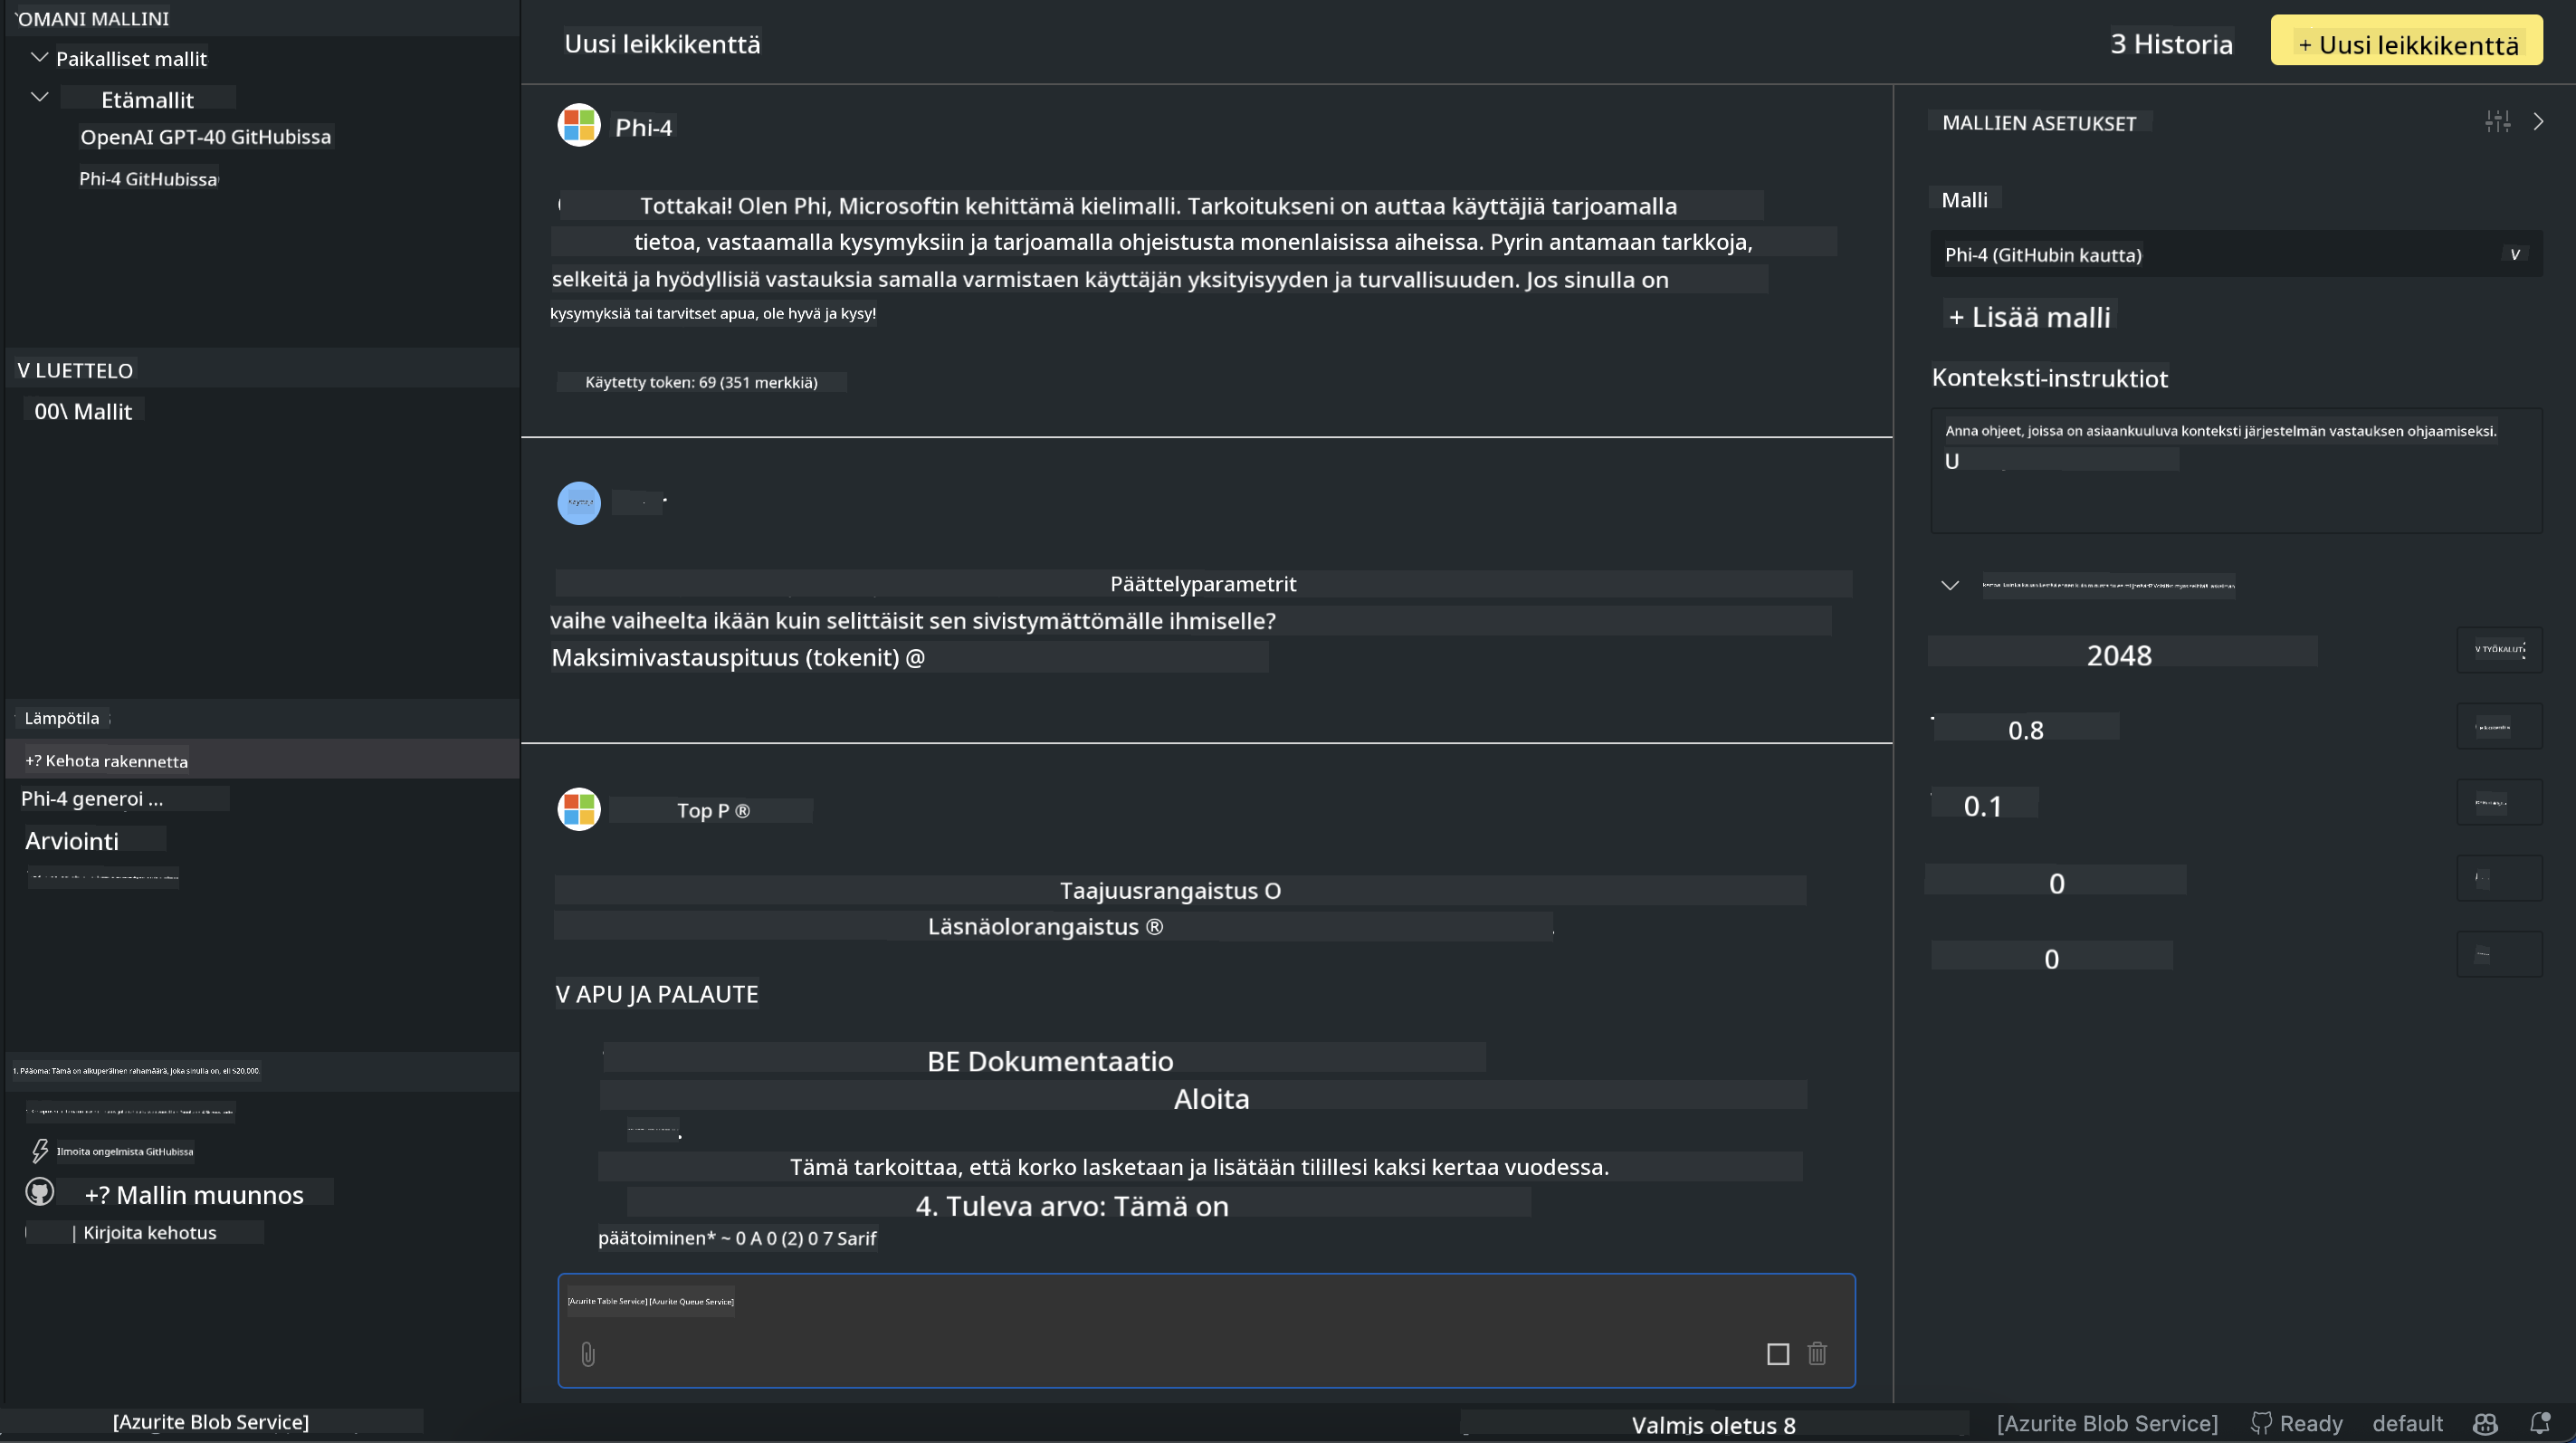 OMANI MALLINI
Paikalliset mallit
Etämallit
OpenAI GPT-40 GitHubissa
Phi-4 GitHubissa
V LUETTELO
00\ Mallit
Lämpötila
+? Kehota rakennetta
Phi-4 generoi ...
Arviointi
1. Pääoma: Tämä on alkuperäinen rahamäärä, joka sinulla on, eli $20,000.
Ilmoita ongelmista GitHubissa
+? Mallin muunnos
| Kirjoita kehotus
Uusi leikkikenttä
3 Historia
+ Uusi leikkikenttä
Phi-4
Tottakai! Olen Phi, Microsoftin kehittämä kielimalli. Tarkoitukseni on auttaa käyttäjiä tarjoamalla
tietoa, vastaamalla kysymyksiin ja tarjoamalla ohjeistusta monenlaisissa aiheissa. Pyrin antamaan tarkkoja,
selkeitä ja hyödyllisiä vastauksia samalla varmistaen käyttäjän yksityisyyden ja turvallisuuden. Jos sinulla on
kysymyksiä tai tarvitset apua, ole hyvä ja kysy!
Käytetty token: 69 (351 merkkiä)
Käyttäjä
Päättelyparametrit
vaihe vaiheelta ikään kuin selittäisit sen sivistymättömälle ihmiselle?
Maksimivastauspituus (tokenit) @
Top P ®
Taajuusrangaistus O
Läsnäolorangaistus ®
V APU JA PALAUTE
BE Dokumentaatio
Aloita
Tämä tarkoittaa, että korko lasketaan ja lisätään tilillesi kaksi kertaa vuodessa.
4. Tuleva arvo: Tämä on
päätoiminen* ~ 0 A 0 (2) 0 7 Sarif
[Azurite Table Service] [Azurite Queue Service]
MALLIEN ASETUKSET
Malli
Phi-4 (GitHubin kautta)
v
+ Lisää malli
Konteksti-instruktiot
Anna ohjeet, joissa on asiaankuuluva konteksti järjestelmän vastauksen ohjaamiseksi.
U
2048
V TYÖKALUT
0.8
0.1
0
0
[Azurite Blob Service]
Valmis oletus 8
[Azurite Blob Service]
Ready
default